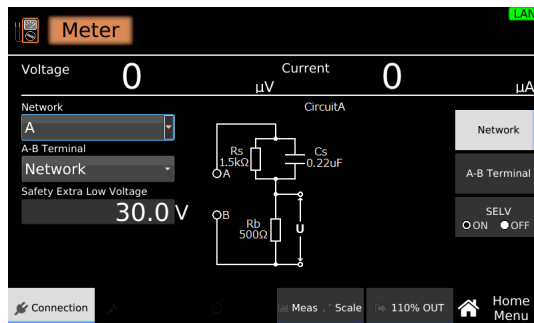 LAN
Meter
Voltage 0 µV Current 0 µA
Network
A
A-B Terminal
Network
Safety Extra Low Voltage
30.0 V
CircuitA
Rs
1.5kΩ
Cs
0.22uF
A
B
Rb
500Ω
U
Network
A-B Terminal
SELV
ON OFF
Connection
Meas
Scale
110% OUT
Home
Menu